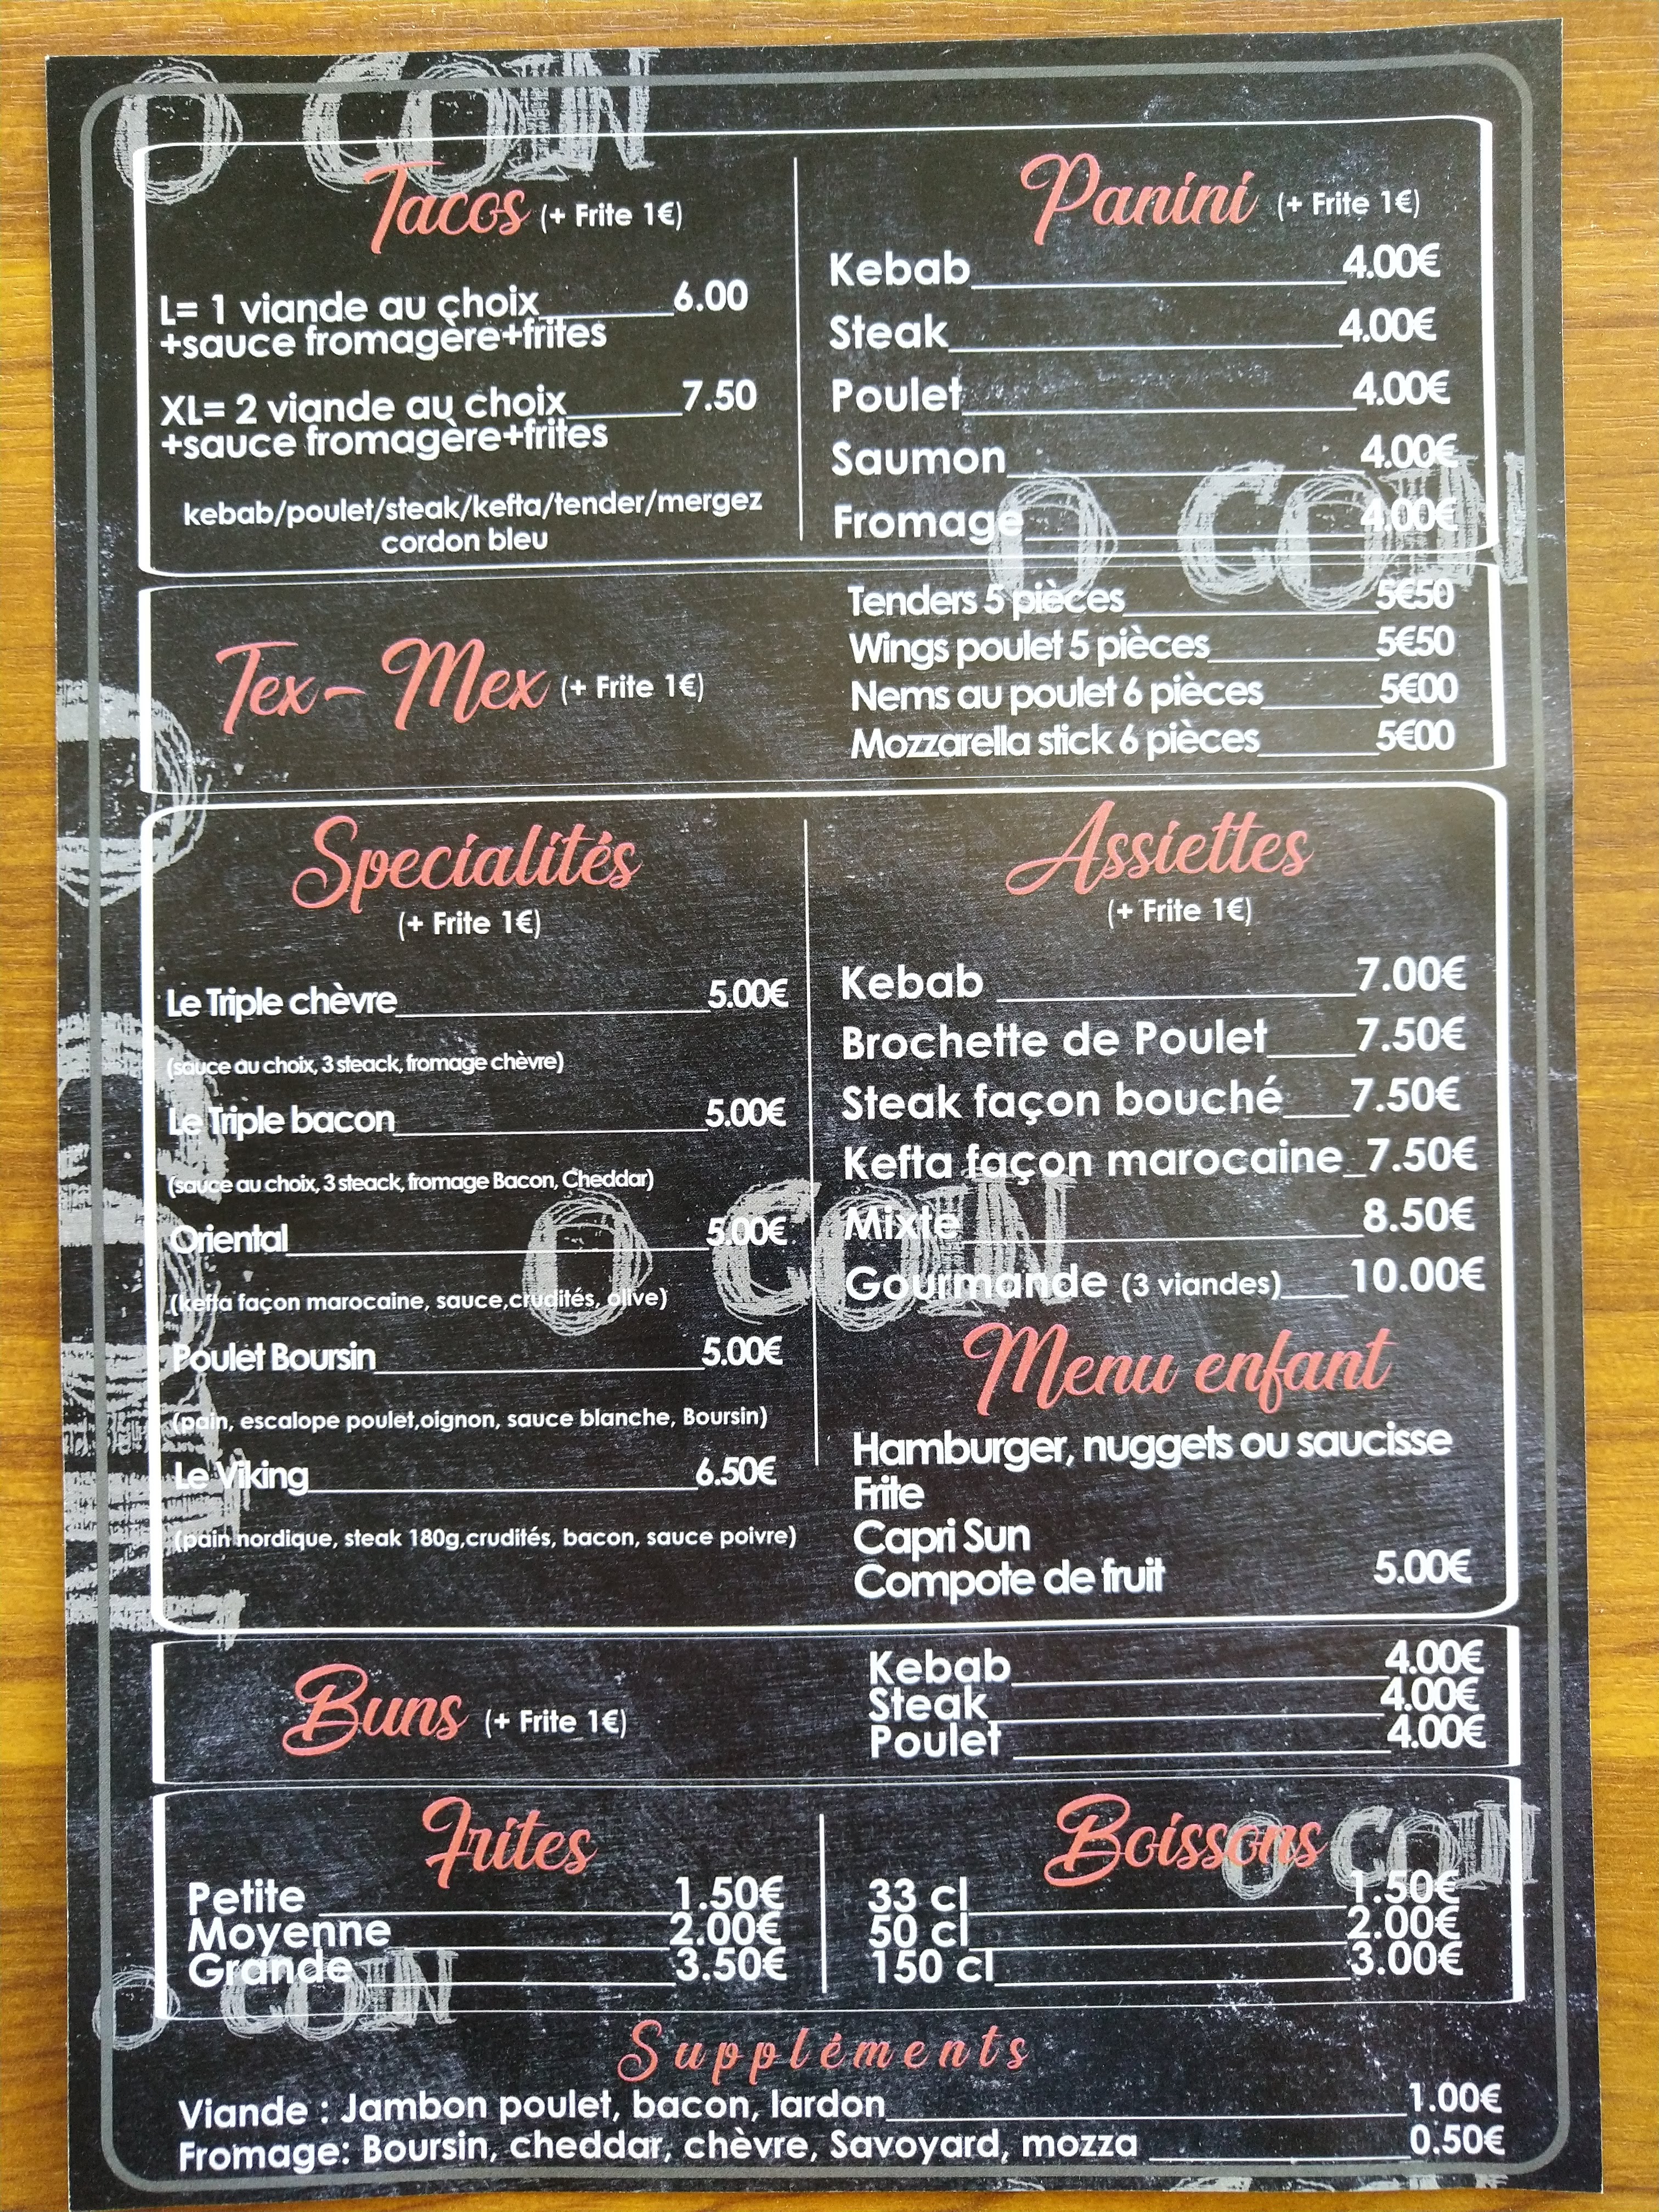 O COIN
Tacos (+ Frite 1€)
L= 1 viande au choix 6.00
+sauce fromagère+frites
XL= 2 viande au choix 7.50
+sauce fromagère+frites
kebab/poulet/steak/kefta/tender/mergez
cordon bleu
Panini (+ Frite 1€)
Kebab 4.00€
Steak 4.00€
Poulet 4.00€
Saumon 4.00€
Fromage 4.00€
O COIN
Tex-Mex (+ Frite 1€)
Tenders 5 pièces 5€50
Wings poulet 5 pièces 5€50
Nems au poulet 6 pièces 5€00
Mozzarella stick 6 pièces 5€00
O COIN
Specialités
(+ Frite 1€)
Le Triple chèvre 5.00€
(sauce au choix, 3 steack, fromage chèvre)
Le Triple bacon 5.00€
(sauce au choix, 3 steack, fromage Bacon, Cheddar)
Oriental 5.00€
(kefta façon marocaine, sauce,crudités, olive)
Poulet Boursin 5.00€
(pain, escalope poulet,oignon, sauce blanche, Boursin)
Le Viking 6.50€
(pain nordique, steak 180g,crudités, bacon, sauce poivre)
O COIN
Assiettes
(+ Frite 1€)
Kebab 7.00€
Brochette de Poulet 7.50€
Steak façon bouché 7.50€
Kefta façon marocaine 7.50€
Mixte 8.50€
Gourmande (3 viandes) 10.00€
Menu enfant
Hamburger, nuggets ou saucisse
Frite
Capri Sun
Compote de fruit 5.00€
Buns (+ Frite 1€)
Kebab 4.00€
Steak 4.00€
Poulet 4.00€
Frites
Petite 1.50€
Moyenne 2.00€
Grande 3.50€
O COIN
Boissons
O COIN
33 cl 1.50€
50 cl 2.00€
150 cl 3.00€
Suppléments
Viande : Jambon poulet, bacon, lardon 1.00€
Fromage: Boursin, cheddar, chèvre, Savoyard, mozza 0.50€